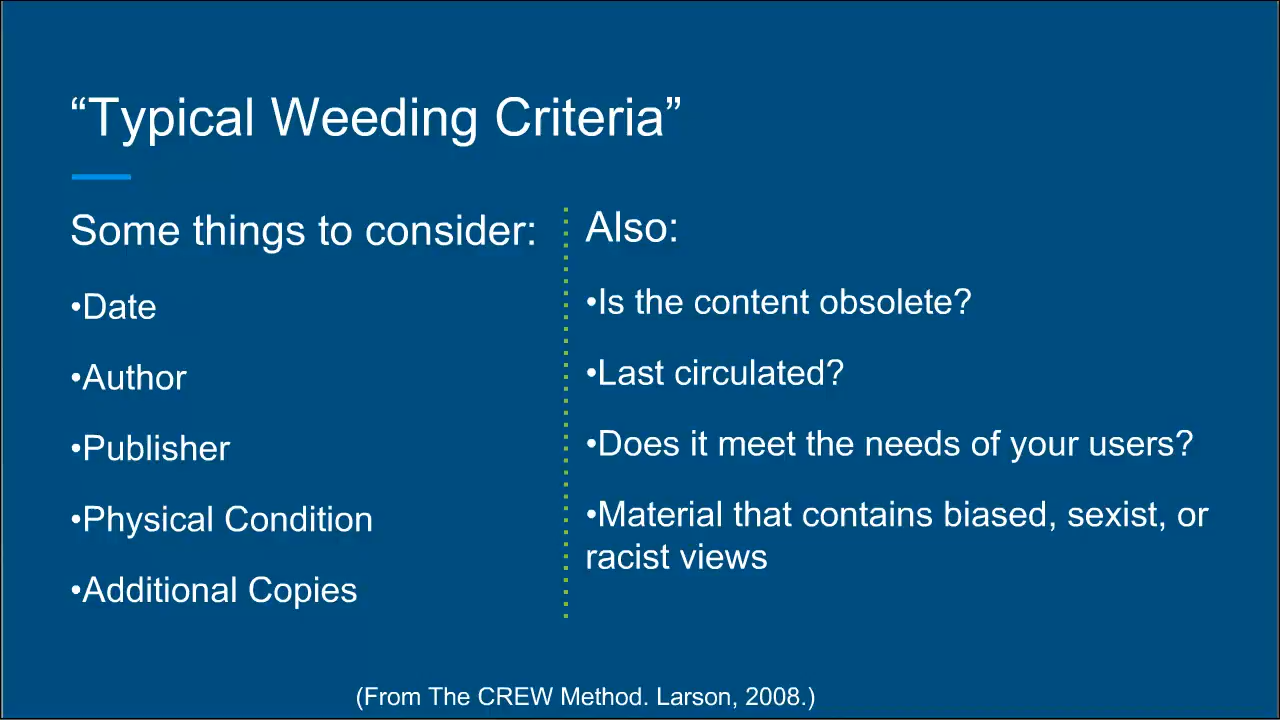 “Typical Weeding Criteria”
Some things to consider:
•Date
•Author
•Publisher
•Physical Condition
•Additional Copies
Also:
•Is the content obsolete?
•Last circulated?
•Does it meet the needs of your users?
•Material that contains biased, sexist, or
racist views
(From The CREW Method. Larson, 2008.)